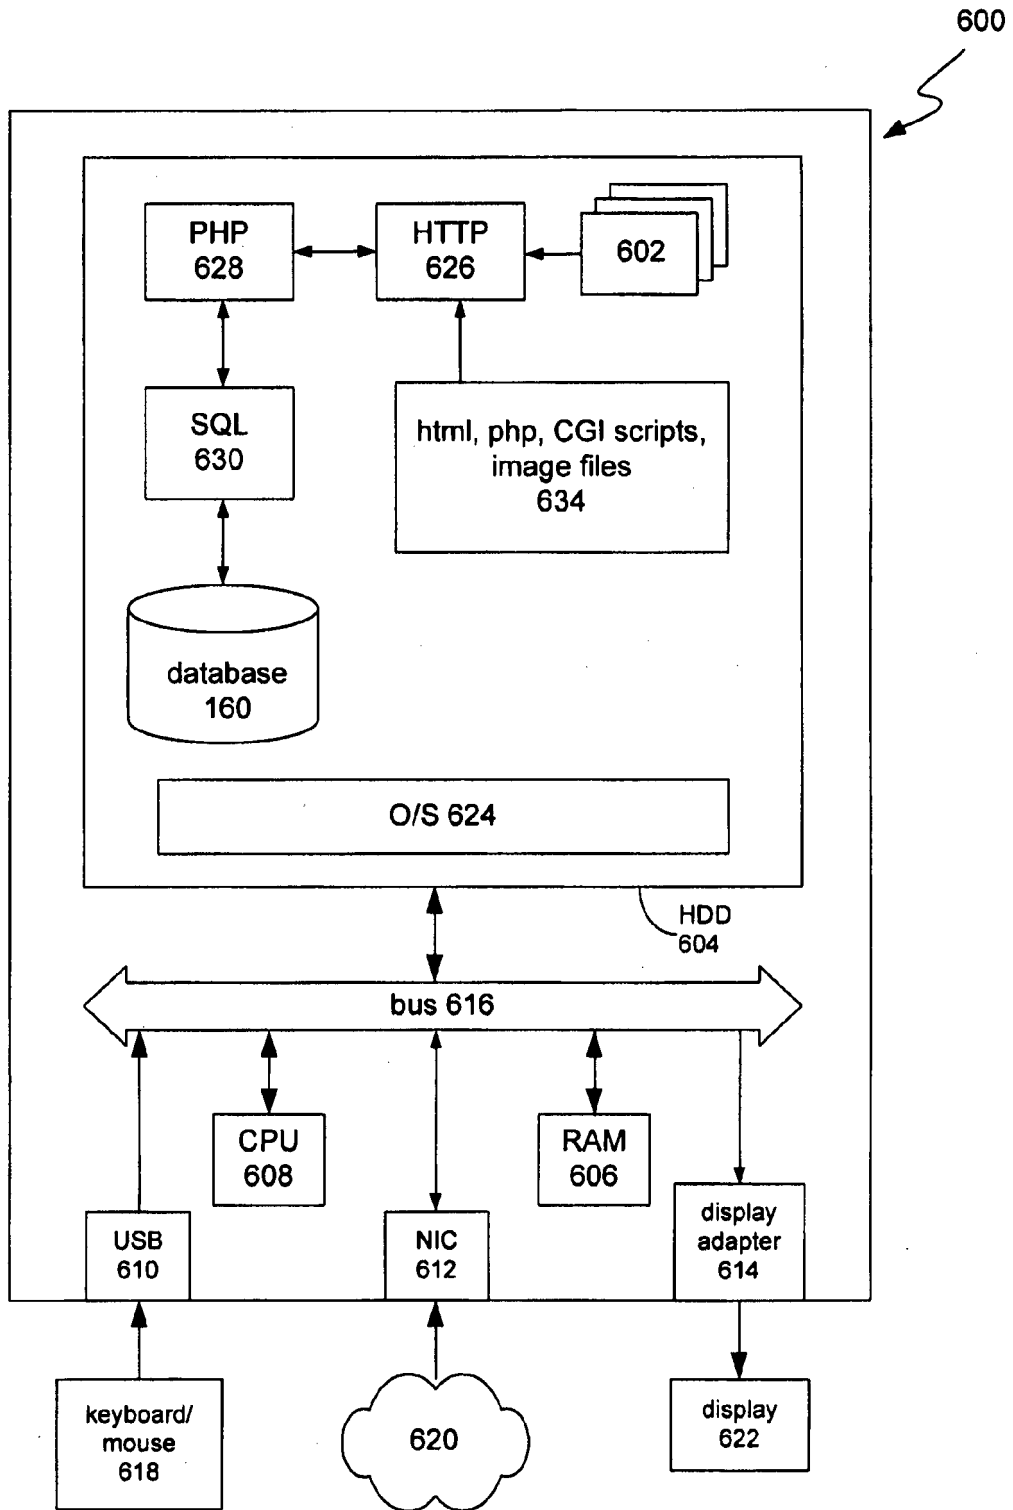 600
PHP
628
HTTP
626
602
SQL
630
html, php, CGI scripts,
image files
634
database
160
O/S 624
HDD
604
bus 616
CPU
608
RAM
606
USB
610
NIC
612
display
adapter
614
keyboard/
mouse
618
620
display
622